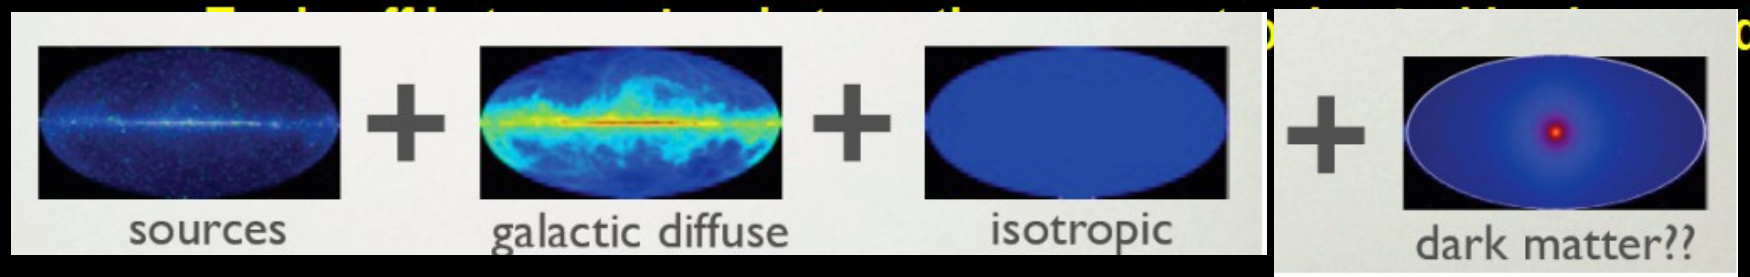 sources + galactic diffuse + isotropic + dark matter??